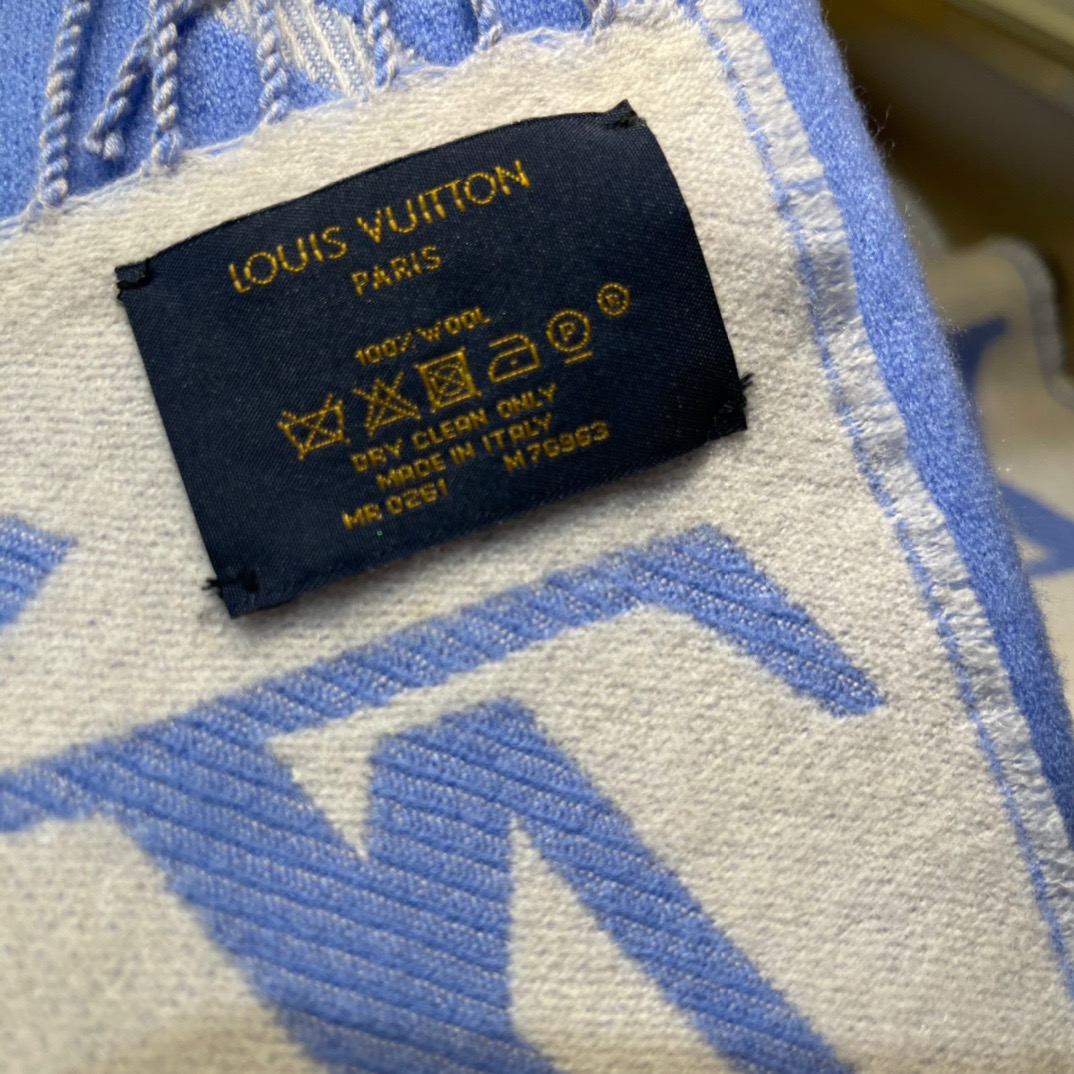 LOUIS VUITTON
PARIS
100% WOOL
P
R
DRY CLEAN ONLY
MADE IN ITALY
MR 0261 M76963